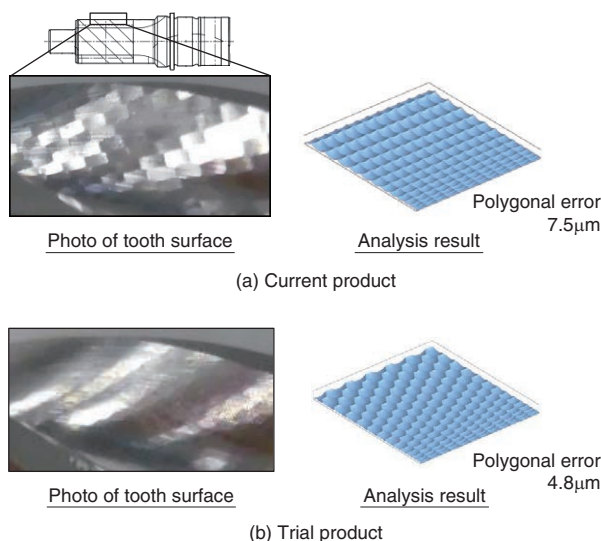 Polygonal error
7.5μm
Photo of tooth surface
Analysis result
(a) Current product
Polygonal error
4.8μm
Photo of tooth surface
Analysis result
(b) Trial product